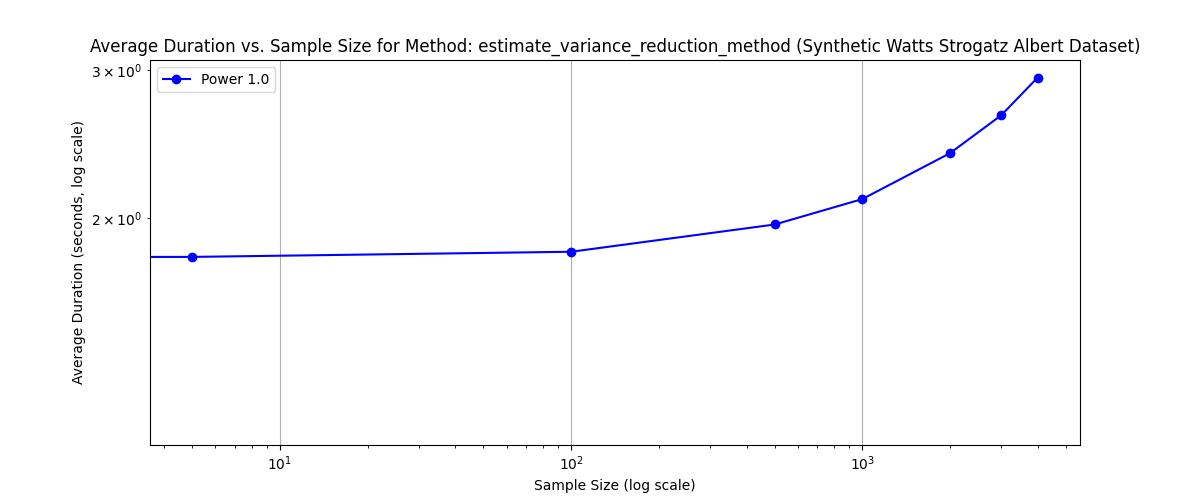 Average Duration vs. Sample Size for Method: estimate_variance_reduction_method (Synthetic Watts Strogatz Albert Dataset)
Power 1.0
3 × 10⁰
2 × 10⁰
Average Duration (seconds, log scale)
10¹ 10² 10³
Sample Size (log scale)